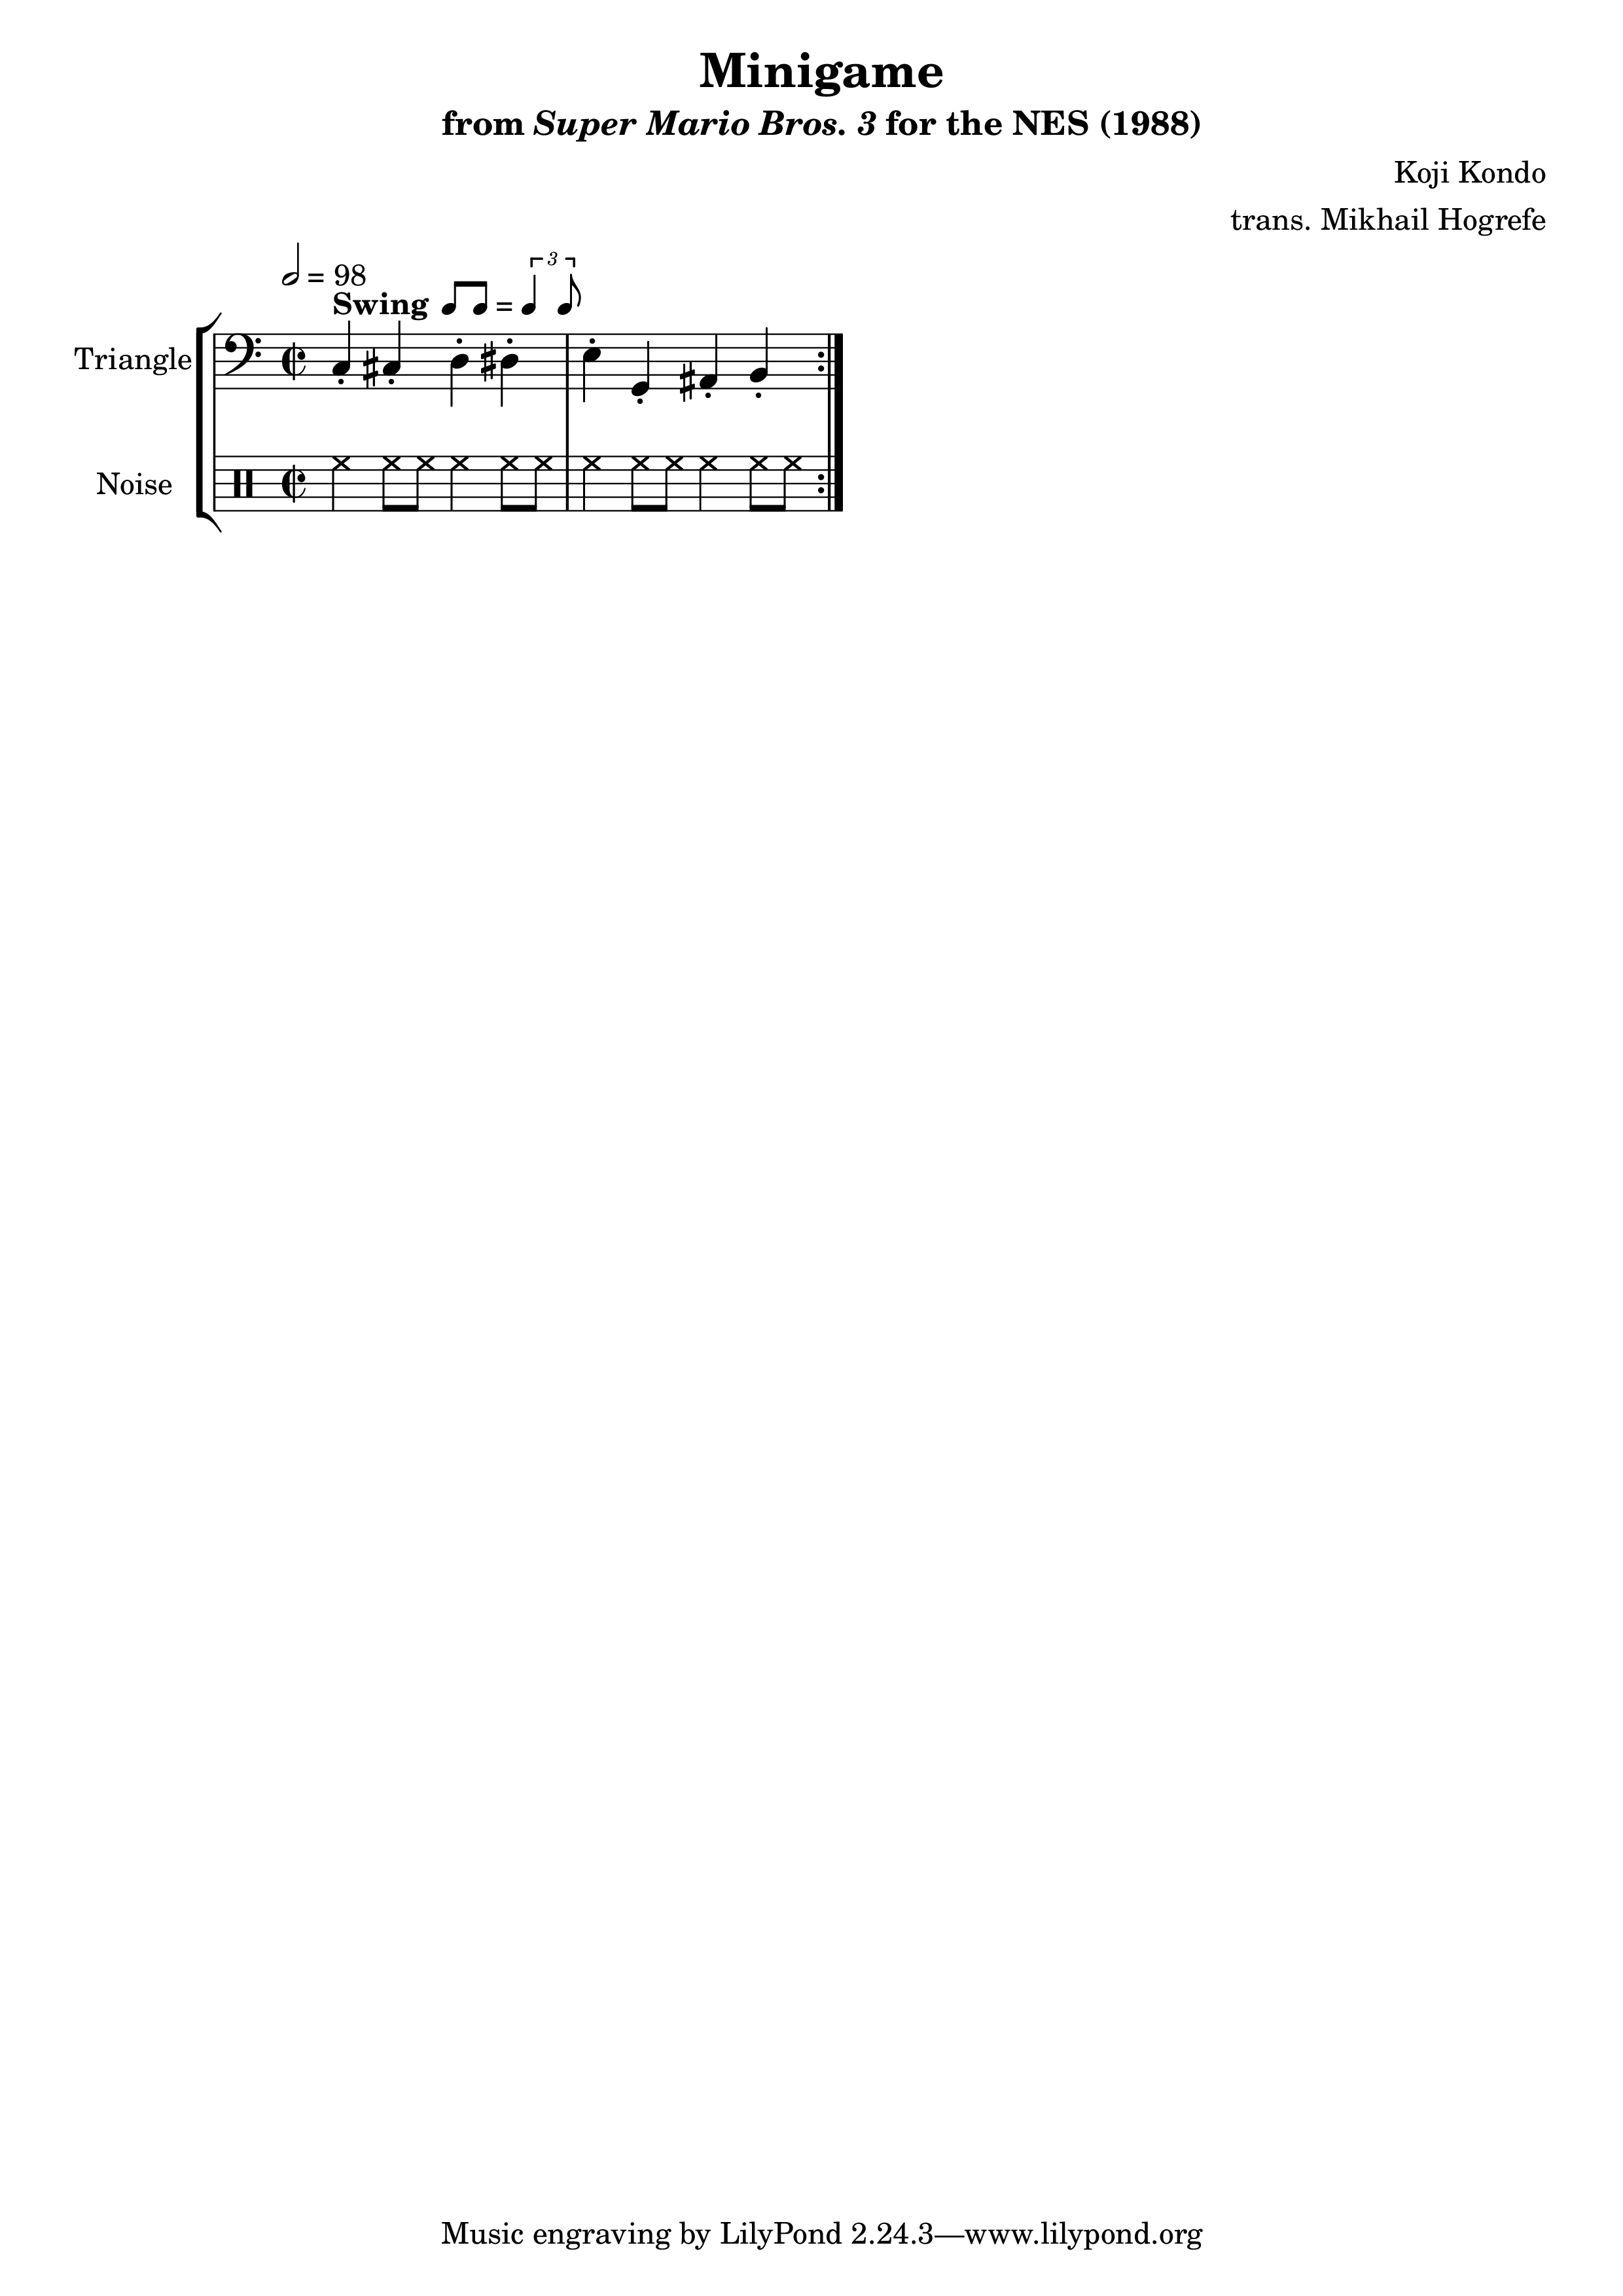 Minigame
from Super Mario Bros. 3 for the NES (1988)
Koji Kondo
trans. Mikhail Hogrefe
= 98
Swing = 3
Triangle
Noise
Music engraving by LilyPond 2.24.3—www.lilypond.org